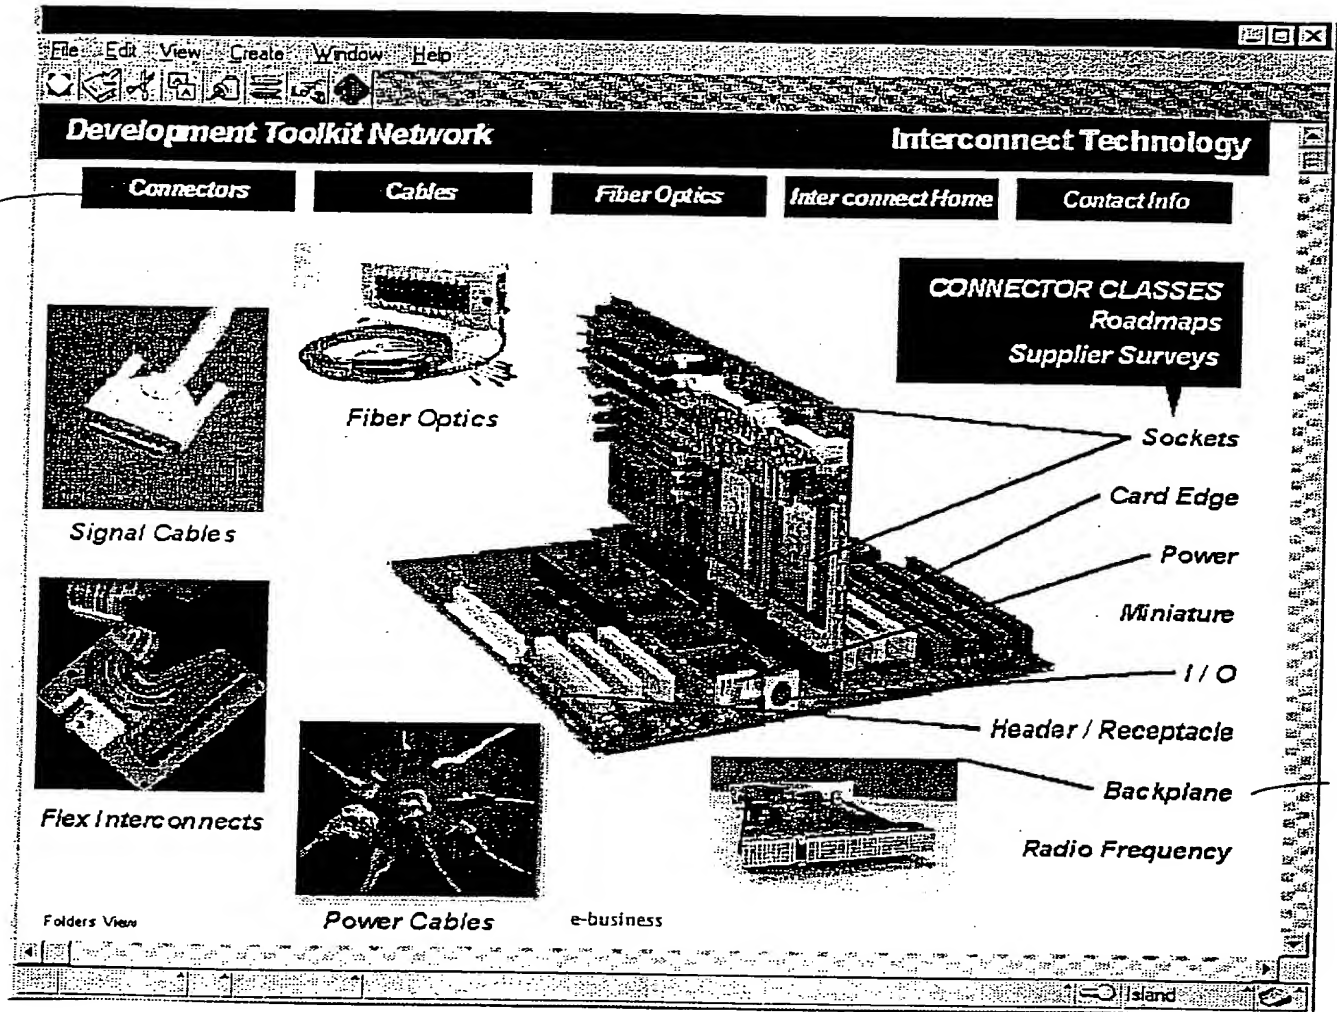 File Edit View Create Window Help
Development Toolkit Network Interconnect Technology
Connectors Cables Fiber Optics Interconnect Home Contact Info
CONNECTOR CLASSES
Roadmaps
Supplier Surveys
Fiber Optics
Sockets
Signal Cables
Card Edge
Power
Miniature
I / O
Header / Receptacle
Flex Interconnects
Backplane
Radio Frequency
Power Cables
Folders View
e-business
Island